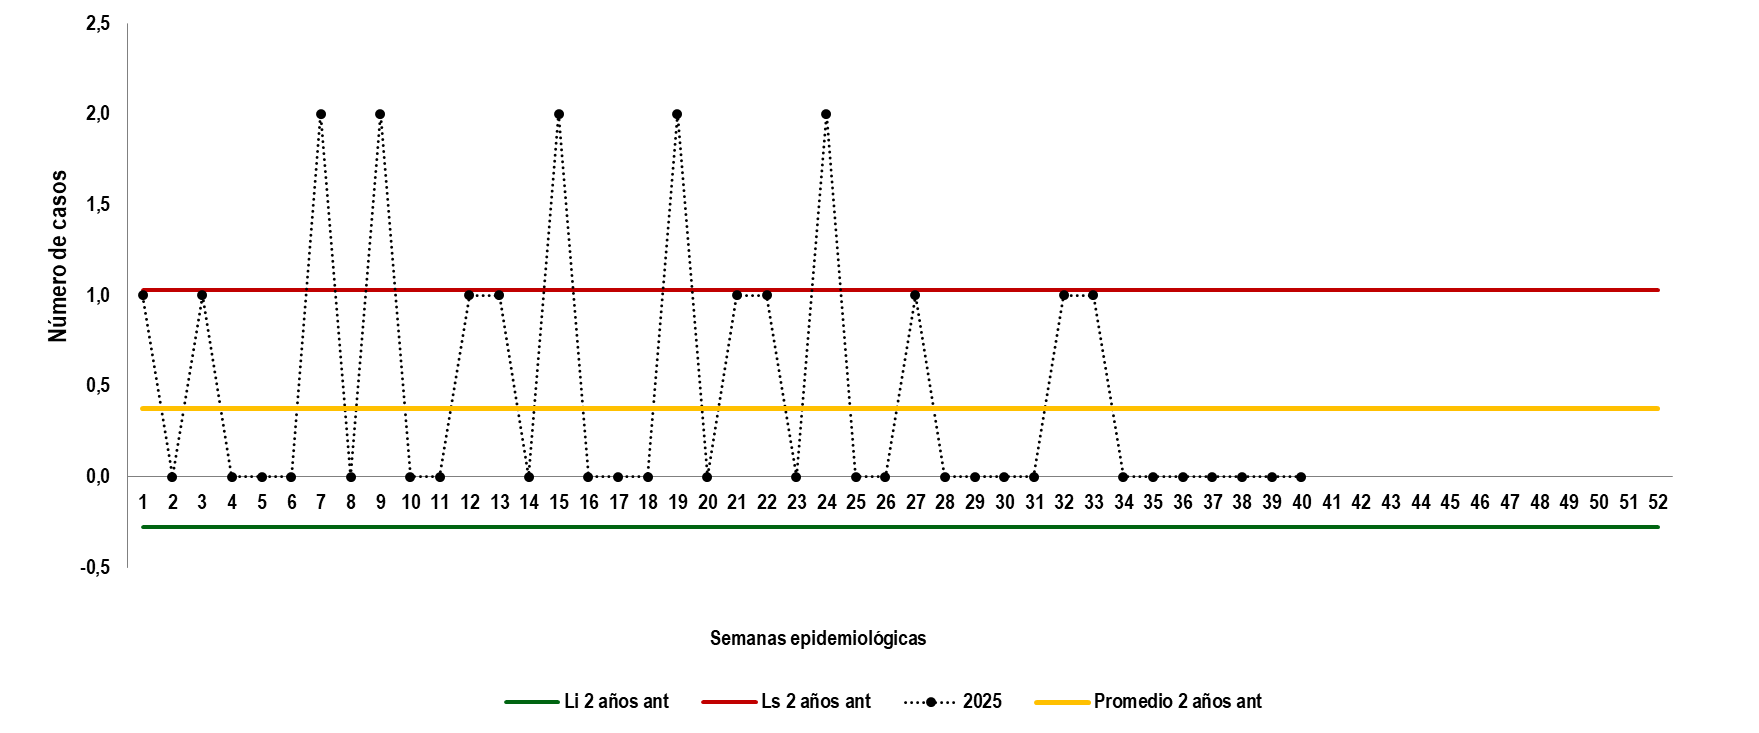 2,5
2,0
1,5
1,0
0,5
0,0
-0,5
Número de casos
1 2 3 4 5 6 7 8 9 10 11 12 13 14 15 16 17 18 19 20 21 22 23 24 25 26 27 28 29 30 31 32 33 34 35 36 37 38 39 40 41 42 43 44 45 46 47 48 49 50 51 52
Semanas epidemiológicas
Li 2 años ant Ls 2 años ant 2025 Promedio 2 años ant